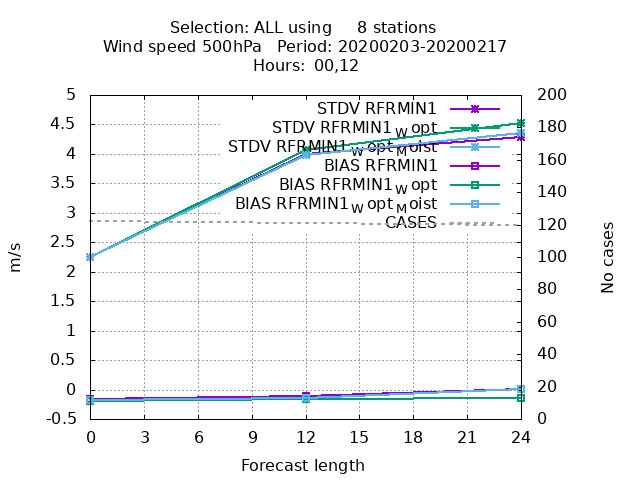 Selection: ALL using 8 stations
Wind speed 500hPa Period: 20200203-20200217
Hours: 00,12
5 200
4.5 180
4 160
3.5 140
3 120
2.5 100
2 80
1.5 60
1 40
0.5 20
0 0
-0.5
STDV RFRMIN1
STDV RFRMIN1_W opt
STDV RFRMIN1_W opt_M oist
BIAS RFRMIN1
BIAS RFRMIN1_W opt
BIAS RFRMIN1_W opt_M oist
CASES
m/s
No cases
0 3 6 9 12 15 18 21 24
Forecast length